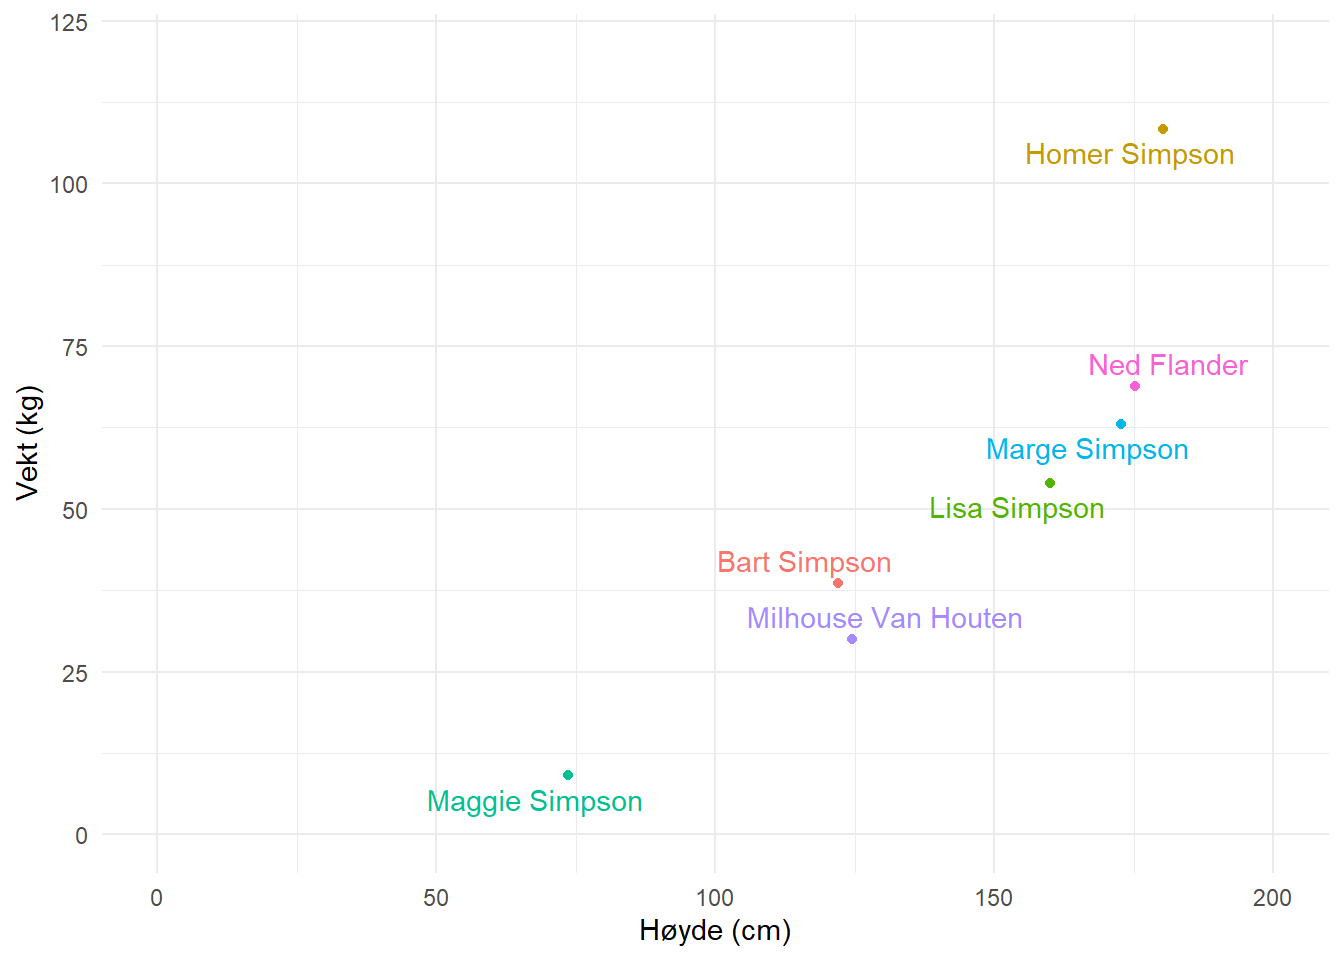 125
Homer Simpson
100
75
Ned Flander
Marge Simpson
Vekt (kg)
50
Lisa Simpson
Bart Simpson
Milhouse Van Houten
25
Maggie Simpson
0
0 50 100 150 200
Høyde (cm)